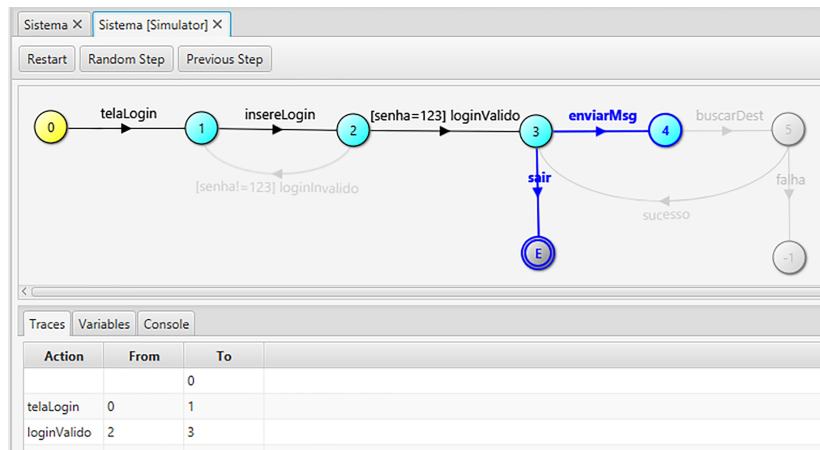 Sistema ✕ Sistema [Simulator] ✕
Restart Random Step Previous Step
telaLogin insereLogin [senha=123] loginValido enviarMsg buscarDest
0 1 2 3 4 5
[senha!=123] loginInvalido sair falha
sucesso
E -1
Traces Variables Console
Action From To
0
telaLogin 0 1
loginValido 2 3